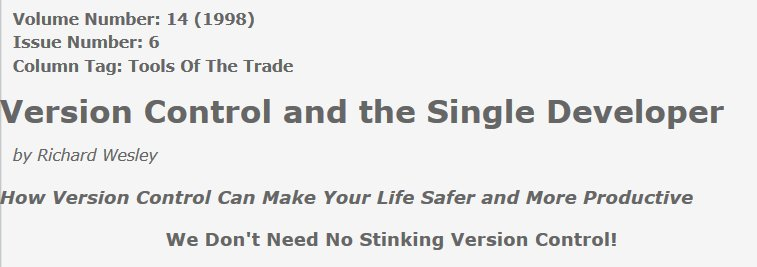 Volume Number: 14 (1998)
Issue Number: 6
Column Tag: Tools Of The Trade
Version Control and the Single Developer
by Richard Wesley
How Version Control Can Make Your Life Safer and More Productive
We Don't Need No Stinking Version Control!